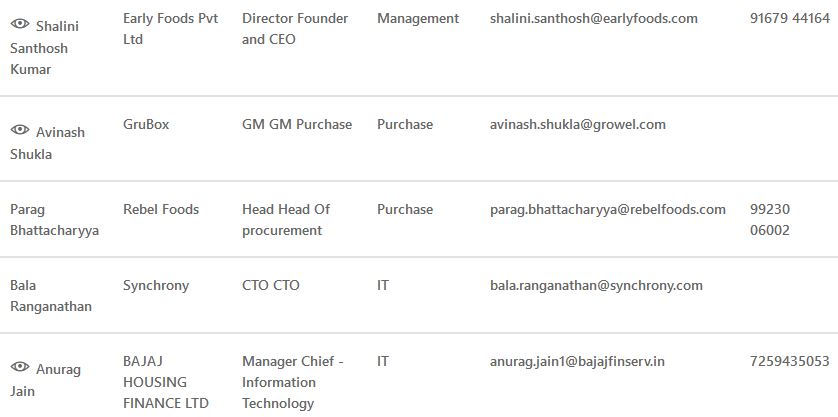 Shalini Santhosh Kumar Early Foods Pvt Ltd Director Founder and CEO Management shalini.santhosh@earlyfoods.com 91679 44164
Avinash Shukla GruBox GM GM Purchase Purchase avinash.shukla@growel.com
Parag Bhattacharyya Rebel Foods Head Head Of procurement Purchase parag.bhattacharyya@rebelfoods.com 99230 06002
Bala Ranganathan Synchrony CTO CTO IT bala.ranganathan@synchrony.com
Anurag Jain BAJAJ HOUSING FINANCE LTD Manager Chief - Information Technology IT anurag.jain1@bajajfinserv.in 7259435053